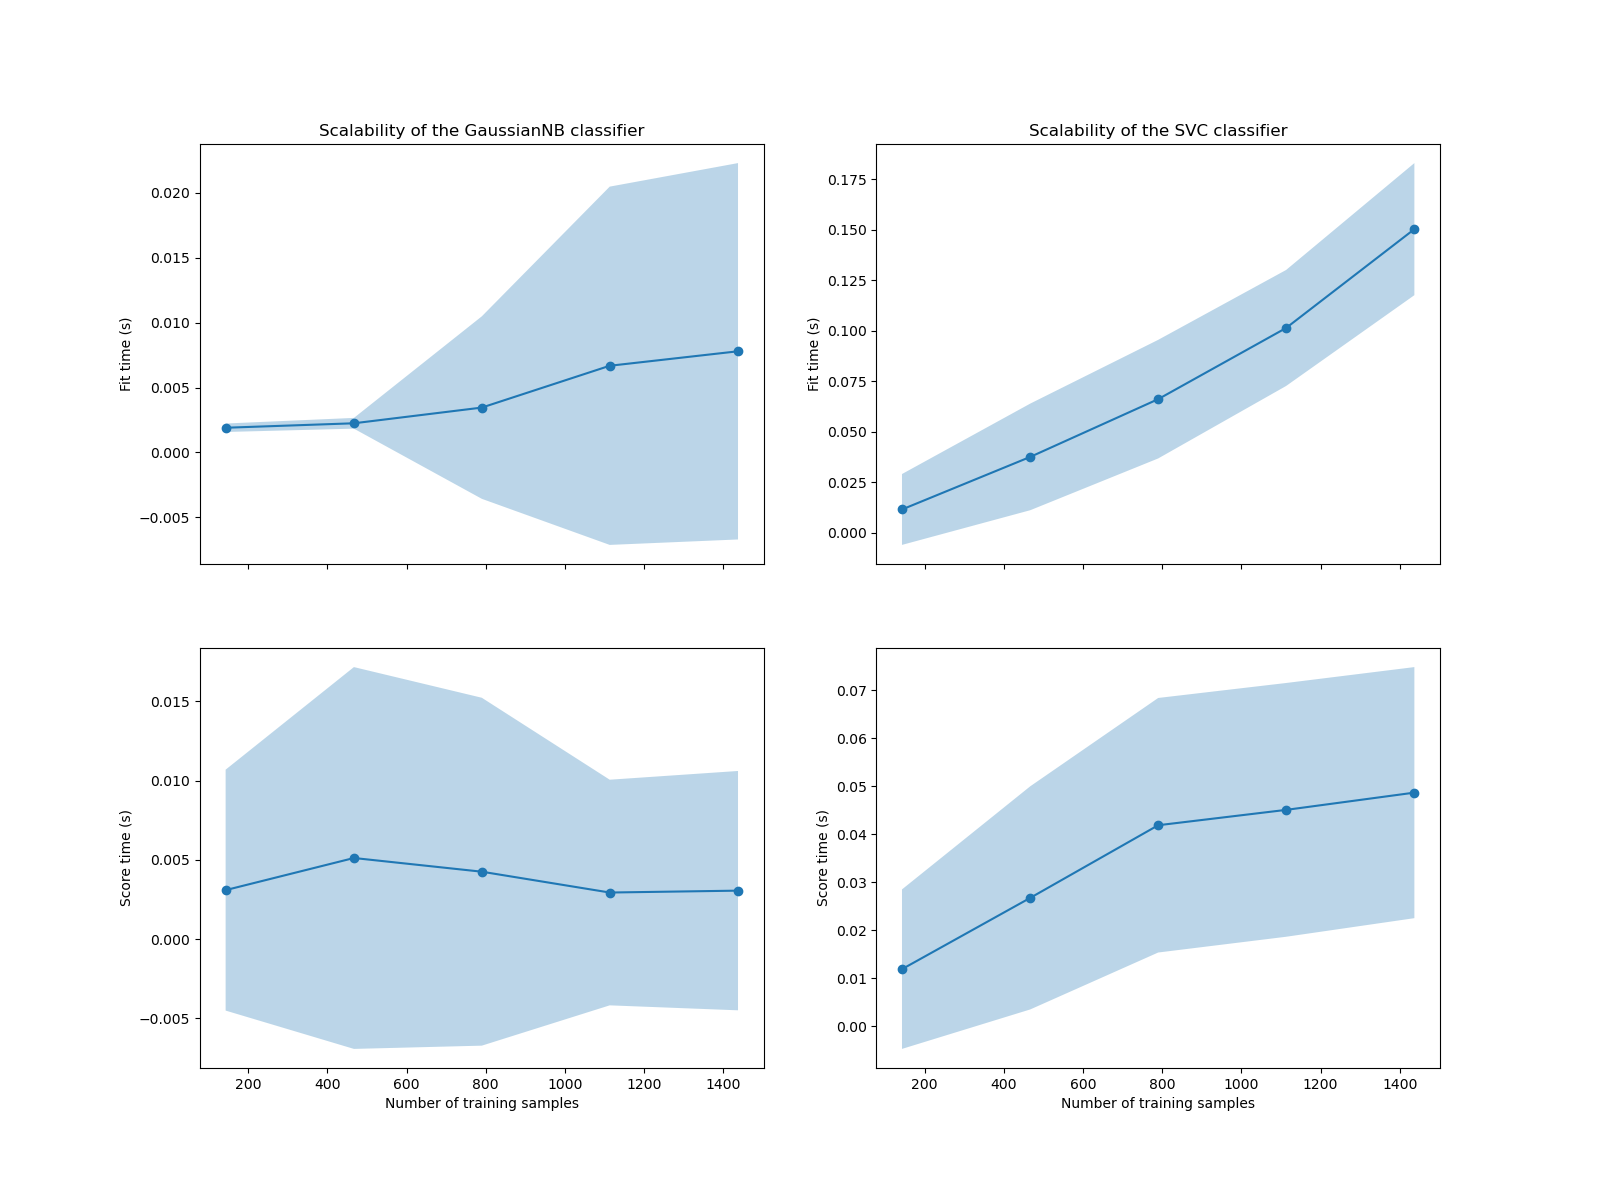 Scalability of the GaussianNB classifier
Fit time (s)
0.020
0.015
0.010
0.005
0.000
−0.005
Scalability of the SVC classifier
Fit time (s)
0.175
0.150
0.125
0.100
0.075
0.050
0.025
0.000
Score time (s)
0.015
0.010
0.005
0.000
−0.005
200 400 600 800 1000 1200 1400
Number of training samples
Score time (s)
0.07
0.06
0.05
0.04
0.03
0.02
0.01
0.00
200 400 600 800 1000 1200 1400
Number of training samples